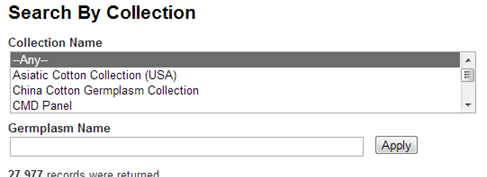 Search By Collection
Collection Name
--Any--
Asiatic Cotton Collection (USA)
China Cotton Germplasm Collection
CMD Panel
Germplasm Name
Apply
27,977 records were returned